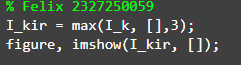 % Felix 2327250059
I_kir = max(I_k, [],3);
figure, imshow(I_kir, []);